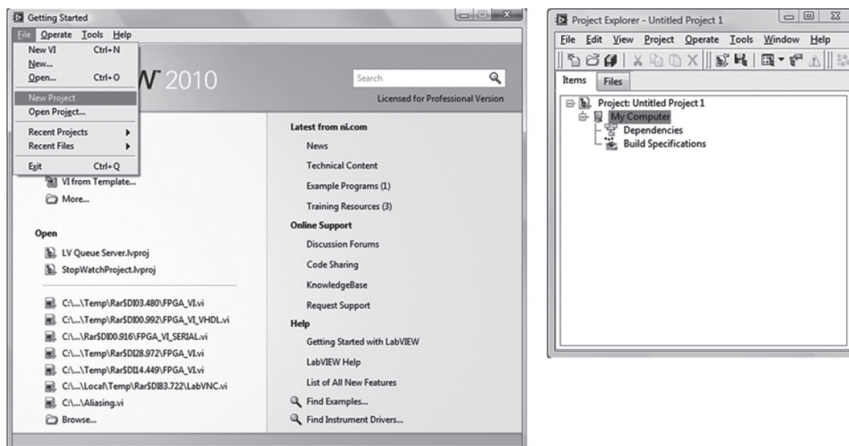 Getting Started
File Operate Tools Help
New VI Ctrl+N
New...
Open... Ctrl+O
New Project
Open Project...
Recent Projects
Recent Files
Exit Ctrl+Q
W 2010
Search
Licensed for Professional Version
VI from Template...
More...
Open
LV Queue Server.lvproj
StopWatchProject.lvproj
C:\...\Temp\Rar$DI03.480\FPGA_VI.vi
C:\...\Temp\Rar$DI00.992\FPGA_VI_VHDL.vi
C:\...\Rar$DI00.916\FPGA_VI_SERIAL.vi
C:\...\Temp\Rar$DI28.972\FPGA_VI.vi
C:\...\Temp\Rar$DI14.449\FPGA_VI.vi
C:\...\Local\Temp\Rar$DI83.722\LabVNC.vi
C:\...\Aliasing.vi
Browse...
Latest from ni.com
News
Technical Content
Example Programs (1)
Training Resources (3)
Online Support
Discussion Forums
Code Sharing
KnowledgeBase
Request Support
Help
Getting Started with LabVIEW
LabVIEW Help
List of All New Features
Find Examples...
Find Instrument Drivers...
Project Explorer - Untitled Project 1
File Edit View Project Operate Tools Window Help
Items Files
Project: Untitled Project 1
My Computer
Dependencies
Build Specifications